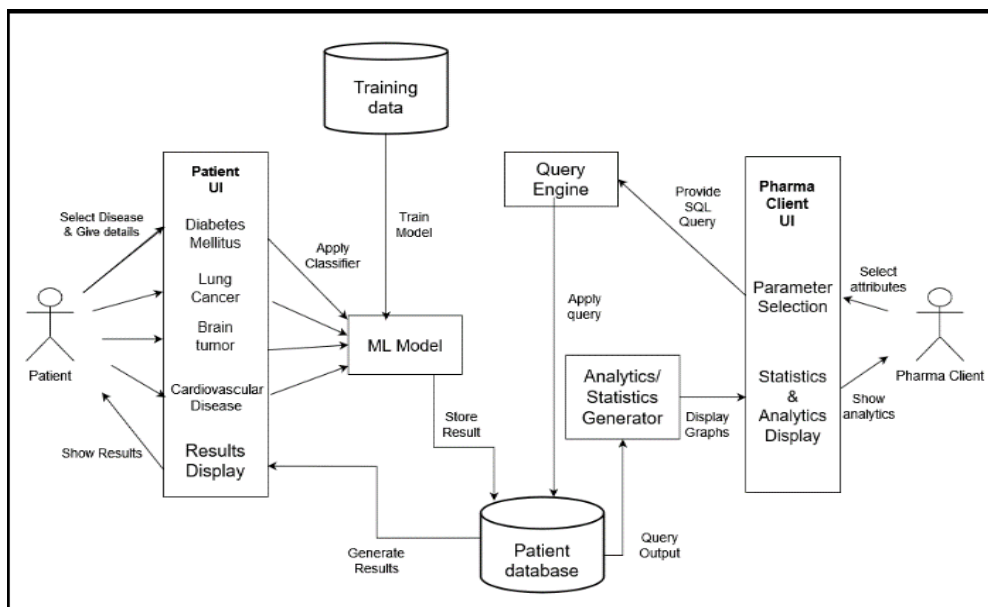 Training
data
Patient
UI
Query
Engine
Pharma
Client
UI
Provide
SQL
Query
Select Disease
& Give details
Diabetes
Mellitus
Train
Model
Apply
Classifier
Select
attributes
Lung
Cancer
Parameter
Selection
Apply
query
Brain
tumor
ML Model
Patient
Pharma Client
Cardiovascular
Disease
Analytics/
Statistics
Generator
Statistics
&
Analytics
Display
Show
analytics
Store
Result
Display
Graphs
Show Results
Results
Display
Generate
Results
Patient
database
Query
Output